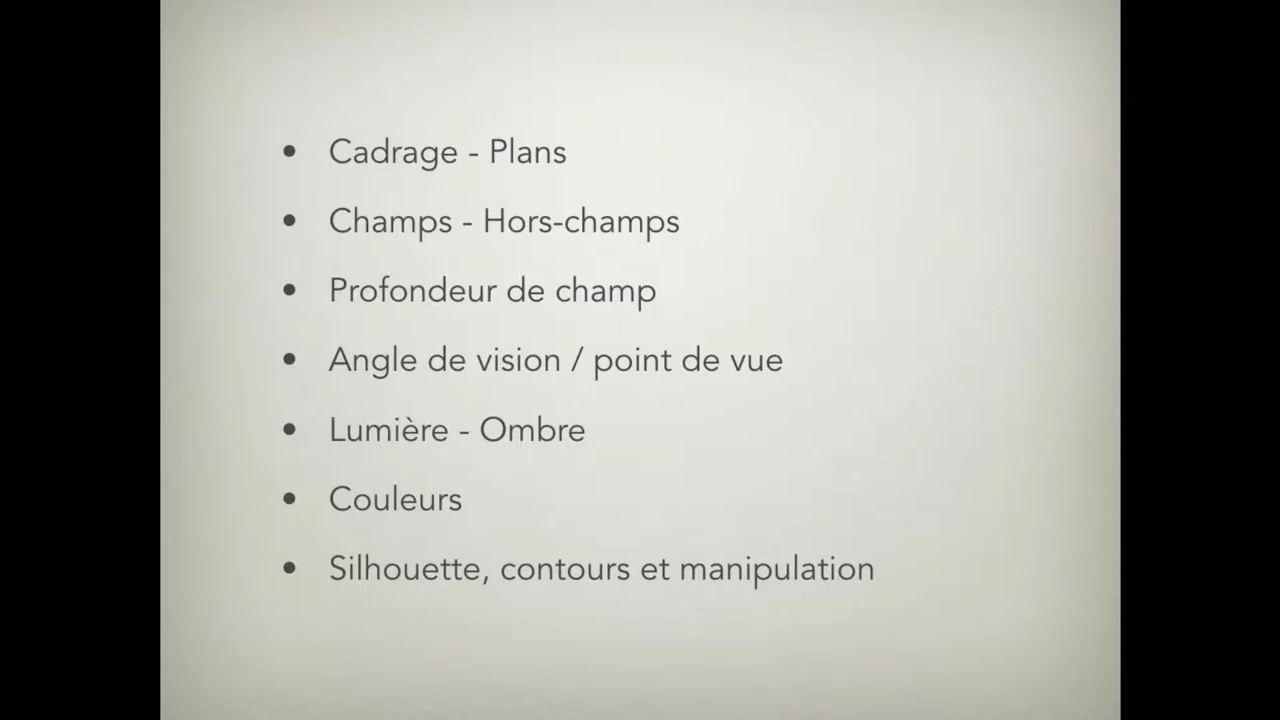 • Cadrage - Plans
• Champs - Hors-champs
• Profondeur de champ
• Angle de vision / point de vue
• Lumière - Ombre
• Couleurs
• Silhouette, contours et manipulation